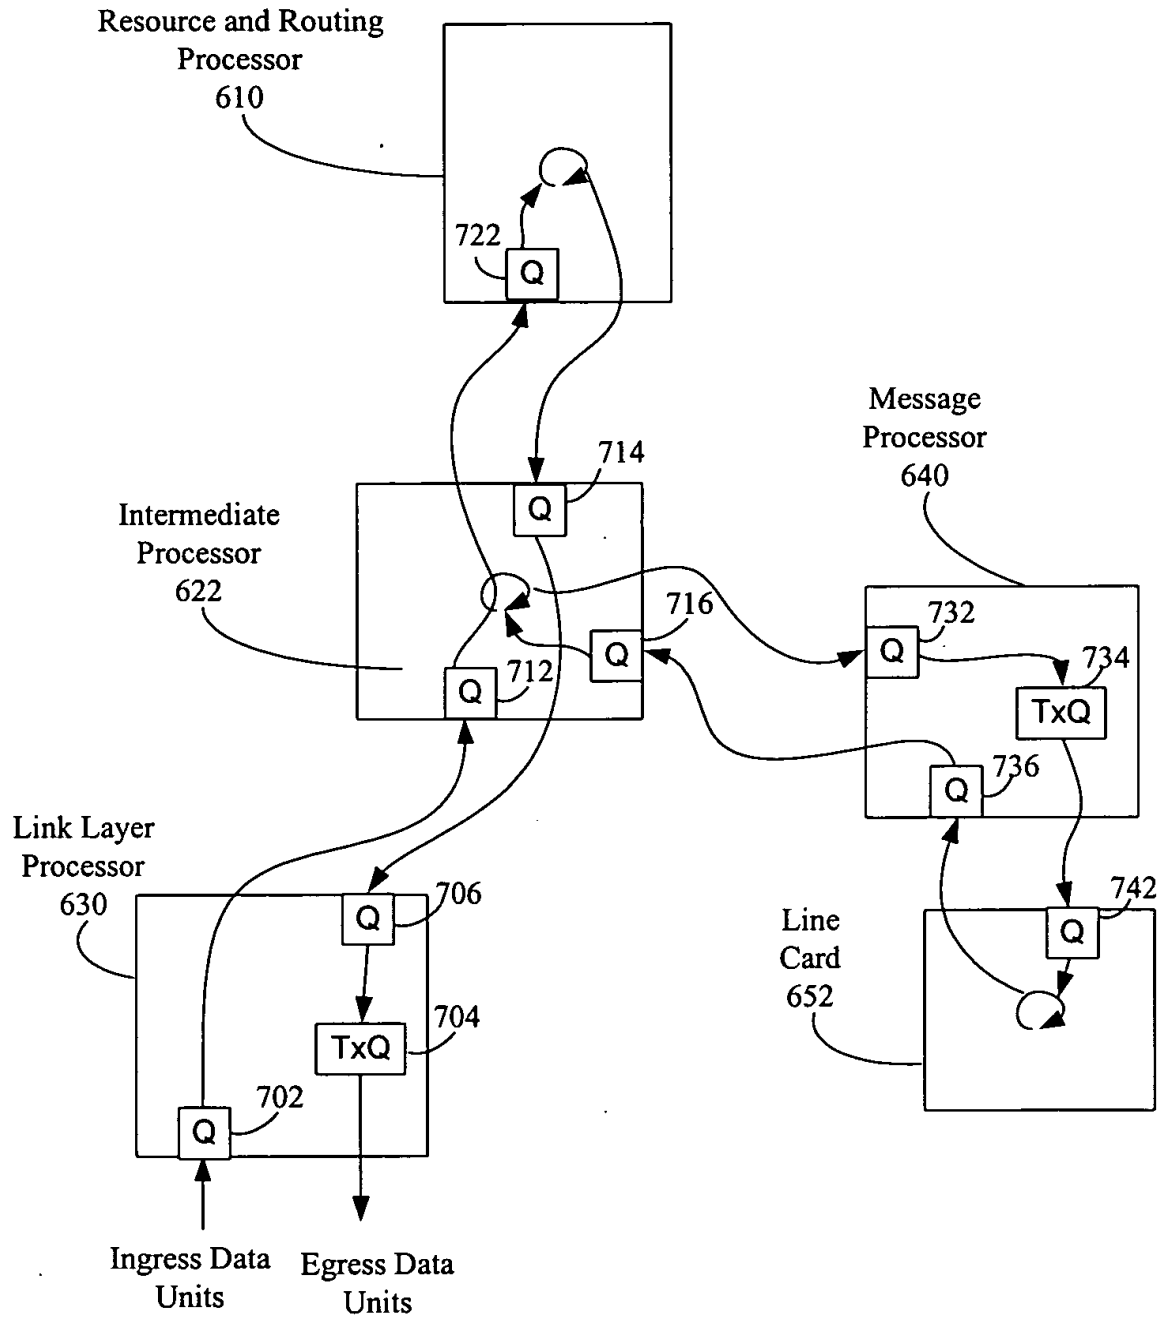 Resource and Routing
Processor
610
722
Q
714
Q
Message
Processor
640
Intermediate
Processor
622
716
Q
712
Q
732
Q
734
TxQ
736
Q
Link Layer
Processor
630
706
Q
704
TxQ
702
Q
742
Q
Line
Card
652
Ingress Data
Units
Egress Data
Units